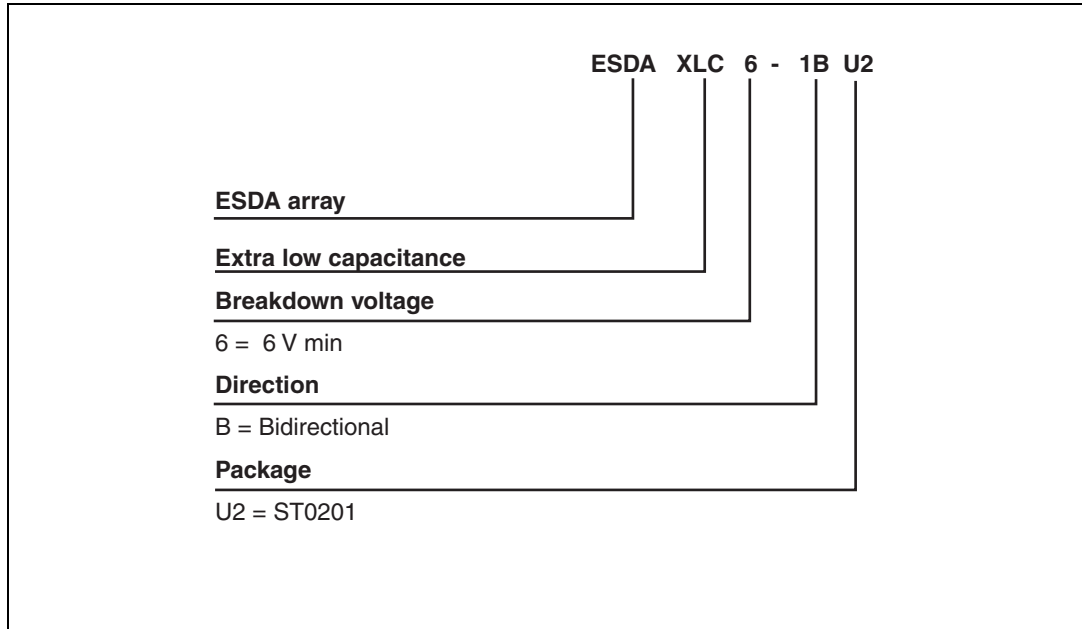 ESDA XLC 6 - 1B U2
ESDA array
Extra low capacitance
Breakdown voltage
6 = 6 V min
Direction
B = Bidirectional
Package
U2 = ST0201